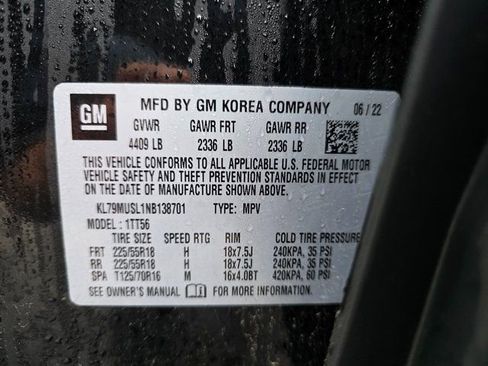 GM MFD BY GM KOREA COMPANY 06 / 22
GVWR GAWR FRT GAWR RR
4409 LB 2336 LB 2336 LB
THIS VEHICLE CONFORMS TO ALL APPLICABLE U.S. FEDERAL MOTOR
VEHICLE SAFETY AND THEFT PREVENTION STANDARDS IN EFFECT
ON THE DATE OF MANUFACTURE SHOWN ABOVE.
KL79MUSL1NB138701 TYPE: MPV
MODEL : 1TT56
TIRE SIZE SPEED RTG RIM COLD TIRE PRESSURE
FRT 225/55R18 H 18x7.5J 240KPA, 35 PSI
RR 225/55R18 H 18x7.5J 240KPA, 35 PSI
SPA T125/70R16 M 16x4.0BT 420KPA, 60 PSI
SEE OWNER'S MANUAL FOR MORE INFORMATION.